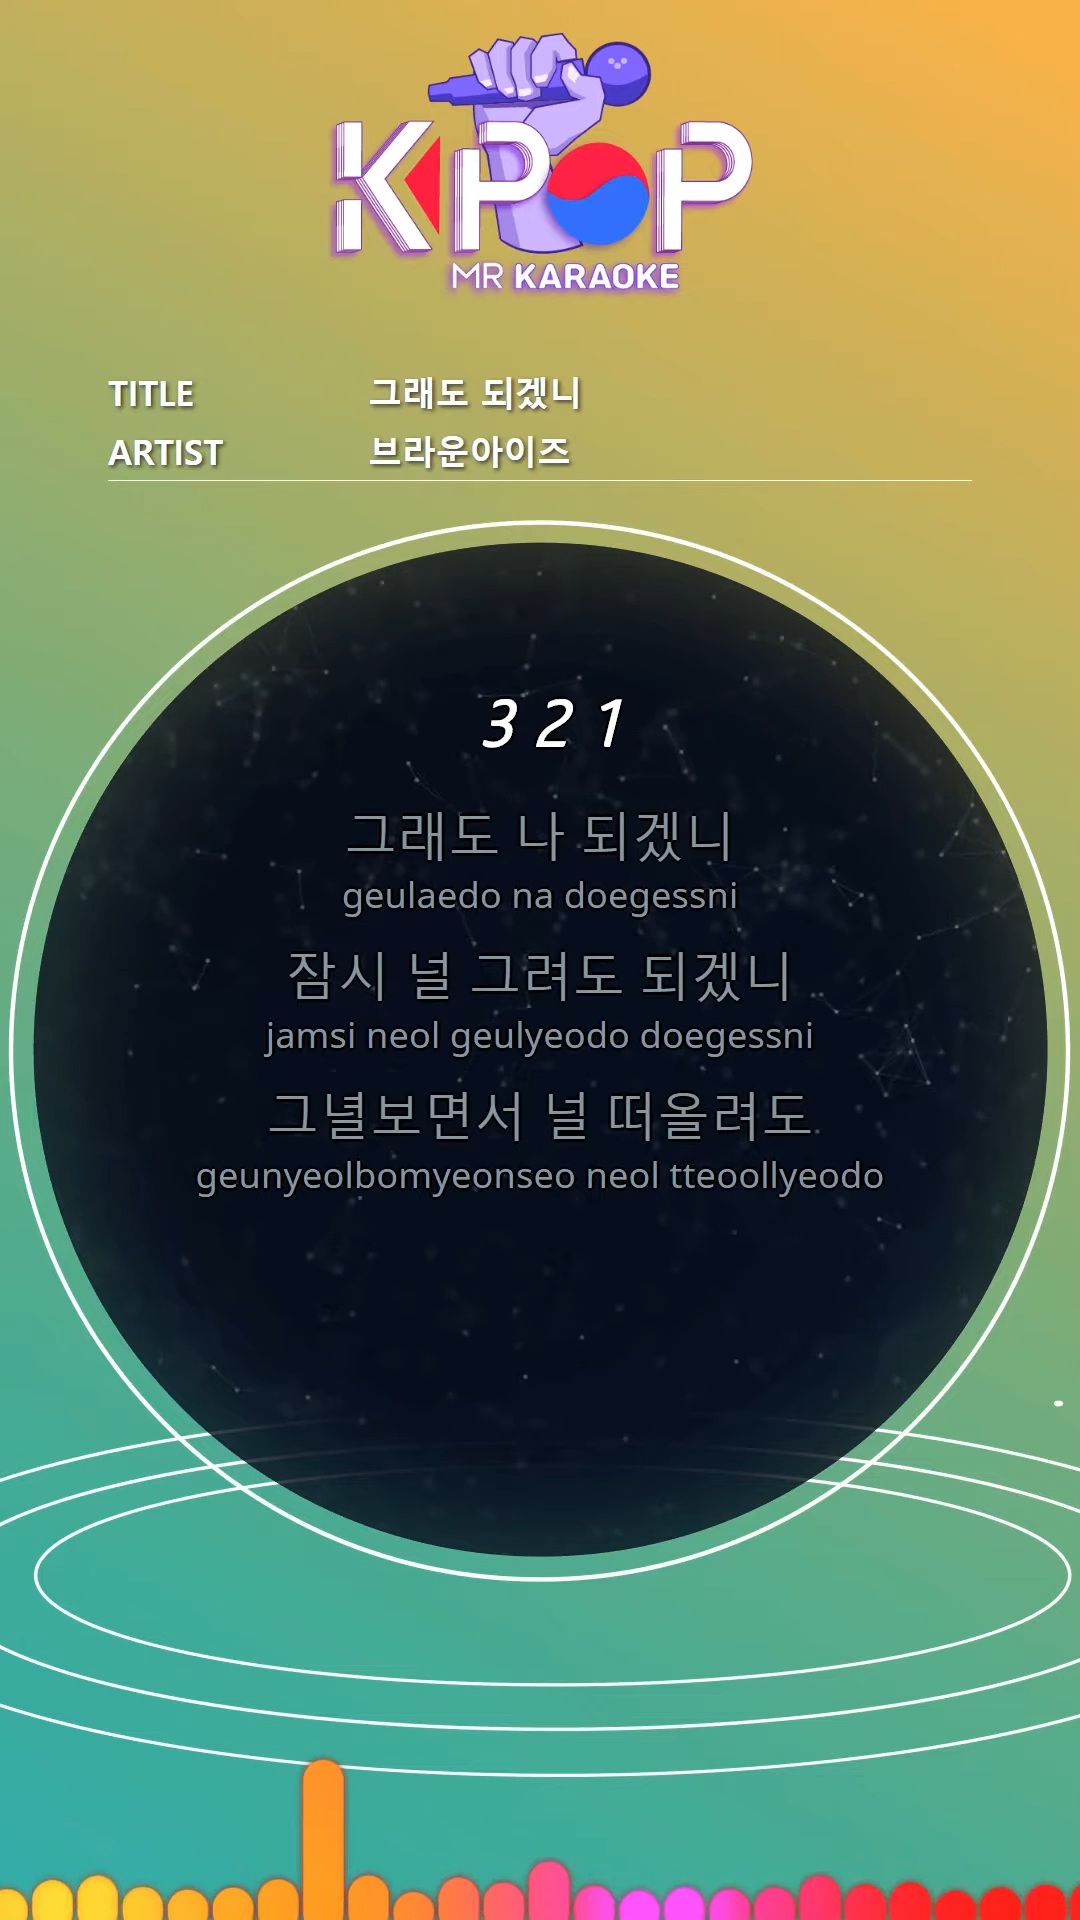 KPOP
MR KARAOKE
TITLE 그래도 되겠니
ARTIST 브라운아이즈
3 2 1
그래도 나 되겠니
geulaedo na doegessni
잠시 널 그려도 되겠니
jamsi neol geulyeodo doegessni
그녈보면서 널 떠올려도
geunyeolbomyeonseo neol tteoollyeodo